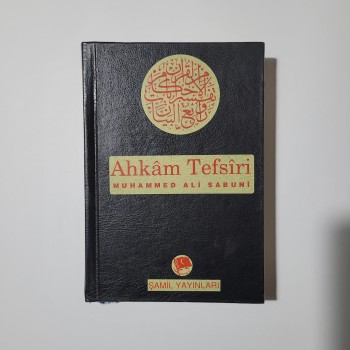 Ahkâm Tefsîri
MUHAMMED ALİ SABUNİ
ŞAMİL YAYINLARI